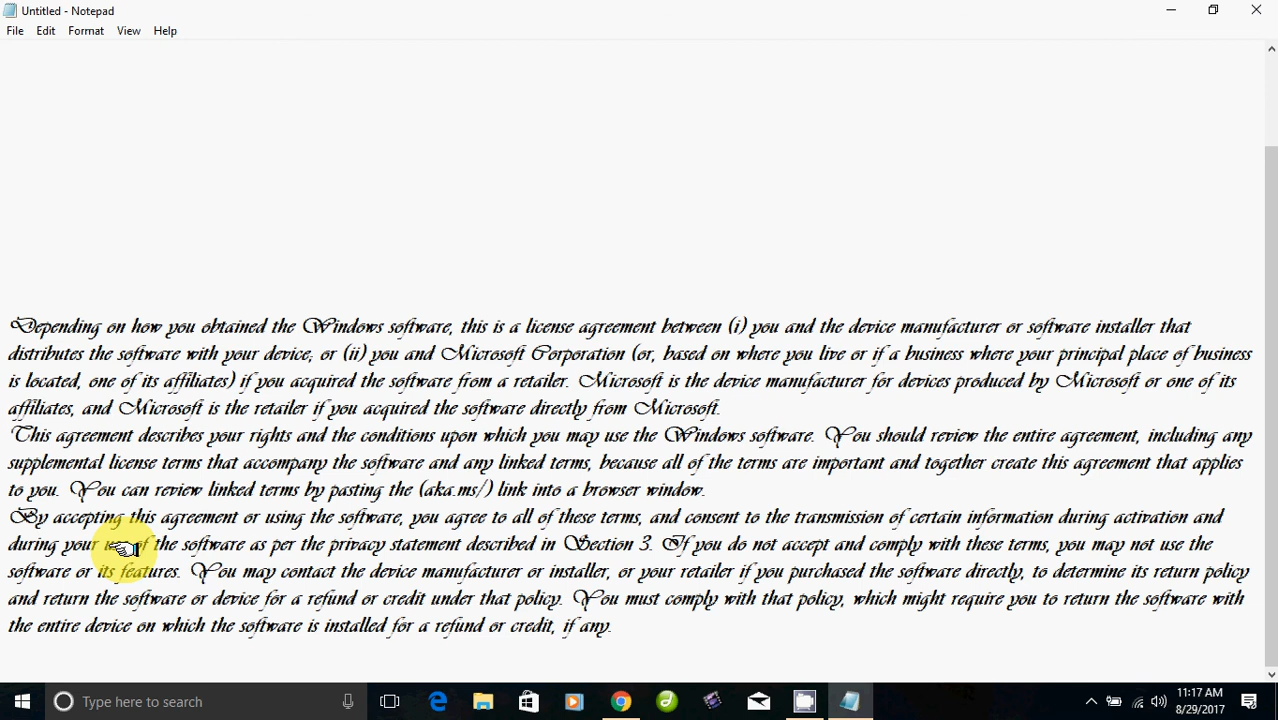 Untitled - Notepad
File Edit Format View Help
Depending on how you obtained the Windows software, this is a license agreement between (i) you and the device manufacturer or software installer that
distributes the software with your device; or (ii) you and Microsoft Corporation (or, based on where you live or if a business where your principal place of business
is located, one of its affiliates) if you acquired the software from a retailer. Microsoft is the device manufacturer for devices produced by Microsoft or one of its
affiliates, and Microsoft is the retailer if you acquired the software directly from Microsoft.
This agreement describes your rights and the conditions upon which you may use the Windows software. You should review the entire agreement, including any
supplemental license terms that accompany the software and any linked terms, because all of the terms are important and together create this agreement that applies
to you. You can review linked terms by pasting the (aka.ms/) link into a browser window.
By accepting this agreement or using the software, you agree to all of these terms, and consent to the transmission of certain information during activation and
during your use of the software as per the privacy statement described in Section 3. If you do not accept and comply with these terms, you may not use the
software or its features. You may contact the device manufacturer or installer, or your retailer if you purchased the software directly, to determine its return policy
and return the software or device for a refund or credit under that policy. You must comply with that policy, which might require you to return the software with
the entire device on which the software is installed for a refund or credit, if any.
Type here to search
11:17 AM
8/29/2017